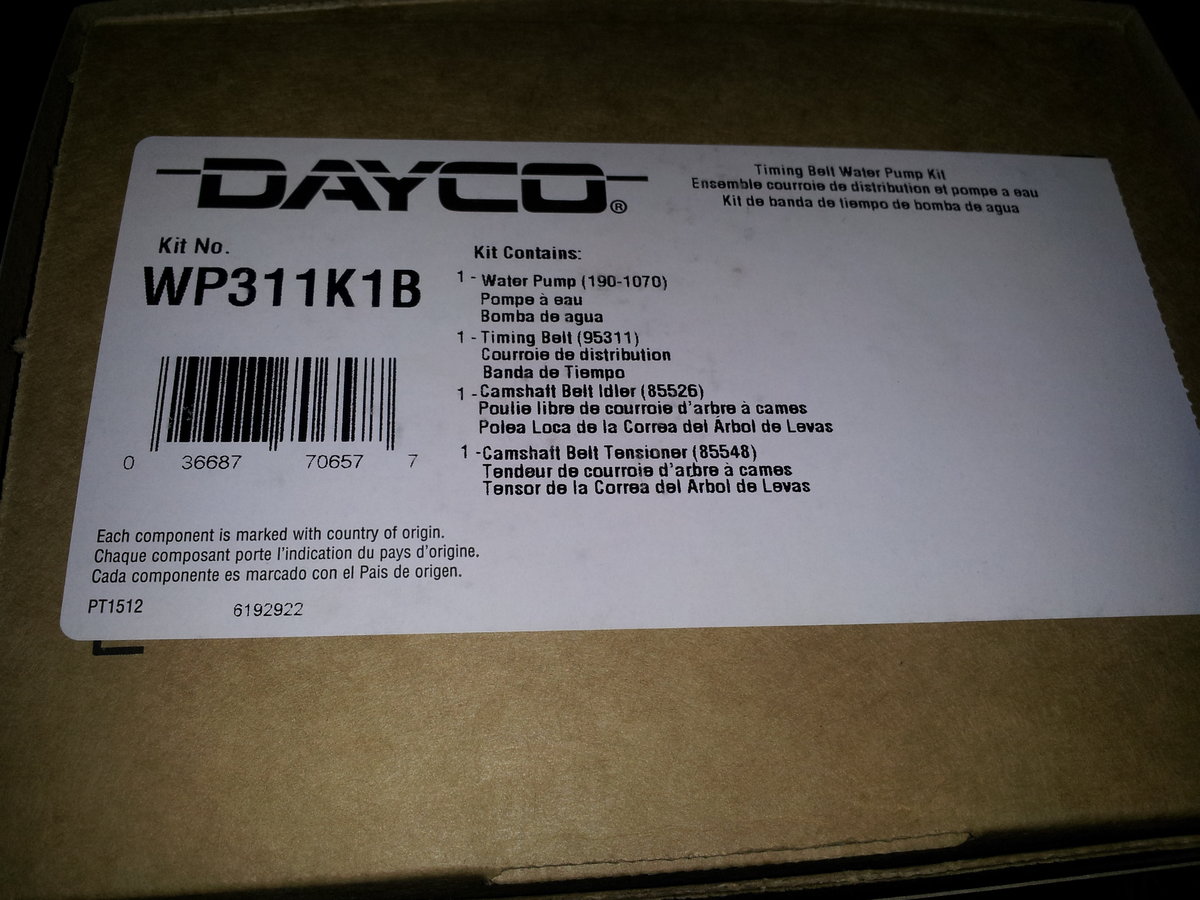 DAYCO®
Timing Belt Water Pump Kit
Ensemble courroie de distribution et pompe a eau
Kit de banda de tiempo de bomba de agua
Kit No.
WP311K1B
Kit Contains:
1 - Water Pump (190-1070)
Pompe à eau
Bomba de agua
1 - Timing Belt (95311)
Courroie de distribution
Banda de Tiempo
1 - Camshaft Belt Idler (85526)
Poulie libre de courroie d'arbre à cames
Polea Loca de la Correa del Árbol de Levas
1 - Camshaft Belt Tensioner (85548)
Tendeur de courroie d'arbre à cames
Tensor de la Correa del Arbol de Levas
0 36687 70657 7
Each component is marked with country of origin.
Chaque composant porte l'indication du pays d'origine.
Cada componente es marcado con el Pais de origen.
PT1512 6192922